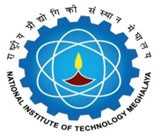 राष्ट्रीय प्रौद्योगिकी संस्थान मेघालय
NATIONAL INSTITUTE OF TECHNOLOGY MEGHALAYA